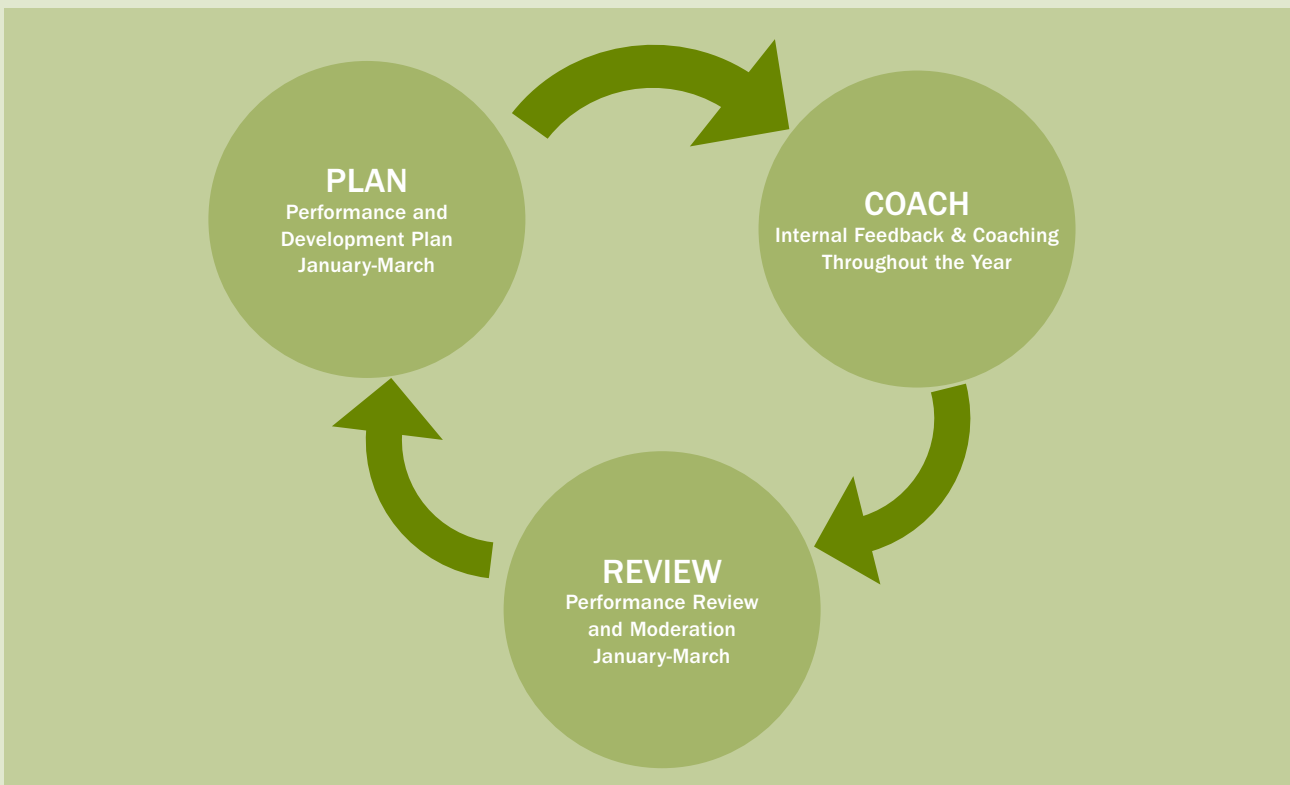 PLAN
Performance and
Development Plan
January-March
COACH
Internal Feedback & Coaching
Throughout the Year
REVIEW
Performance Review
and Moderation
January-March